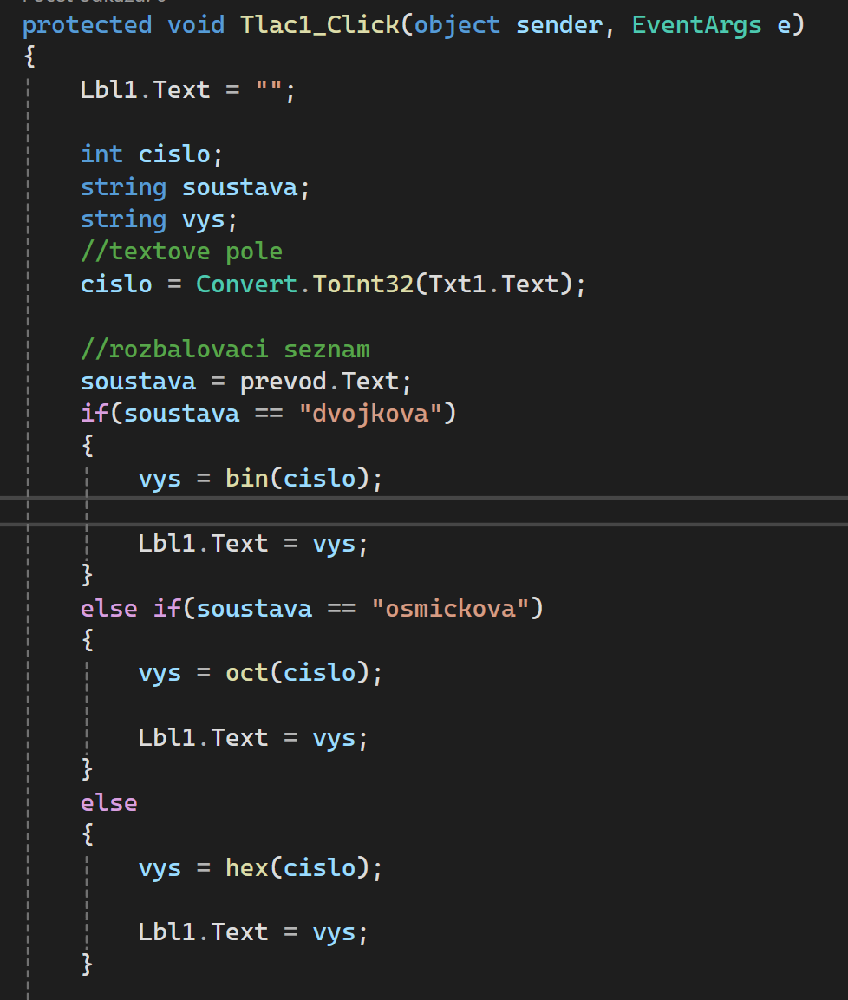 protected void Tlac1_Click(object sender, EventArgs e)
{
Lbl1.Text = "";
int cislo;
string soustava;
string vys;
//textove pole
cislo = Convert.ToInt32(Txt1.Text);
//rozbalovaci seznam
soustava = prevod.Text;
if(soustava == "dvojkova")
{
vys = bin(cislo);
Lbl1.Text = vys;
}
else if(soustava == "osmickova")
{
vys = oct(cislo);
Lbl1.Text = vys;
}
else
{
vys = hex(cislo);
Lbl1.Text = vys;
}